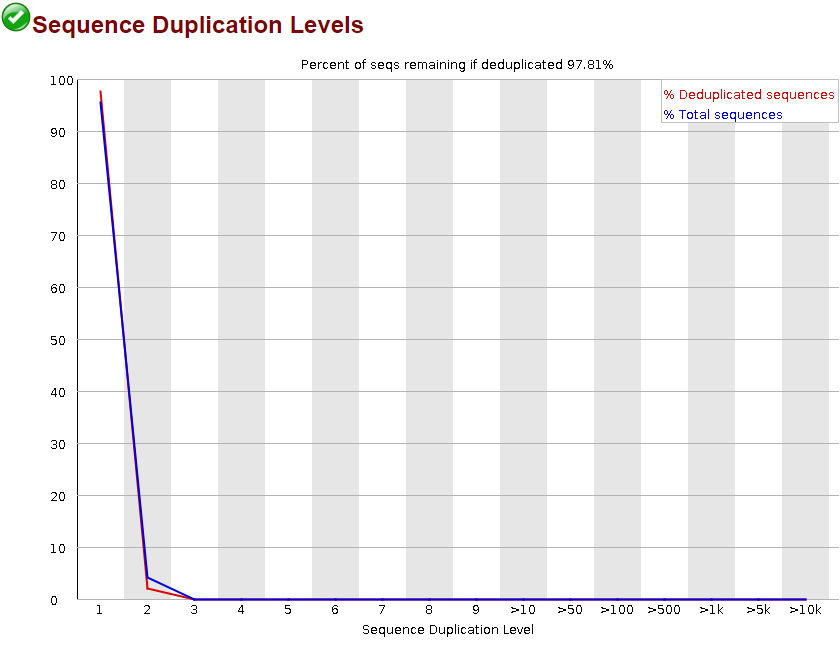 Sequence Duplication Levels
Percent of seqs remaining if deduplicated 97.81%
% Deduplicated sequences
% Total sequences
100
90
80
70
60
50
40
30
20
10
0
1 2 3 4 5 6 7 8 9 >10 >50 >100 >500 >1k >5k >10k
Sequence Duplication Level